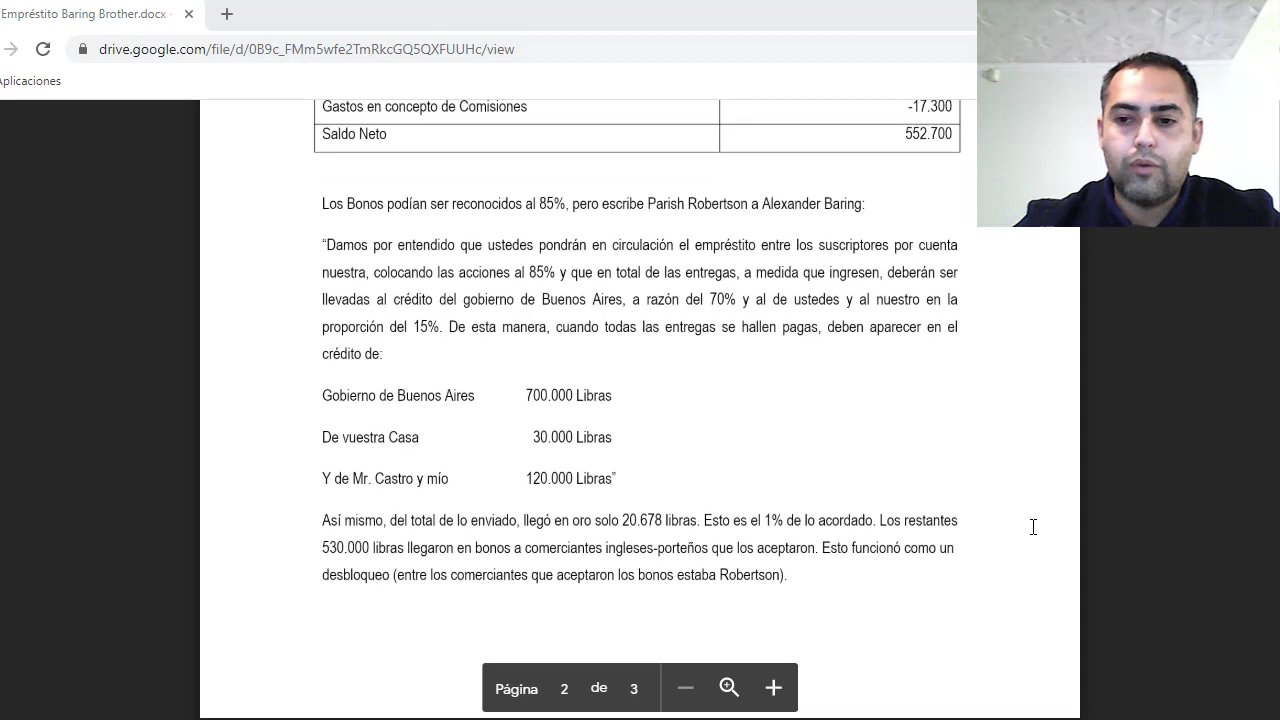 Empréstito Baring Brother.docx -
drive.google.com/file/d/0B9c_FMm5wfe2TmRkcGQ5QXFUUHc/view
Aplicaciones
Gastos en concepto de Comisiones -17.300
Saldo Neto 552.700
Los Bonos podían ser reconocidos al 85%, pero escribe Parish Robertson a Alexander Baring:
“Damos por entendido que ustedes pondrán en circulación el empréstito entre los suscriptores por cuenta
nuestra, colocando las acciones al 85% y que en total de las entregas, a medida que ingresen, deberán ser
llevadas al crédito del gobierno de Buenos Aires, a razón del 70% y al de ustedes y al nuestro en la
proporción del 15%. De esta manera, cuando todas las entregas se hallen pagas, deben aparecer en el
crédito de:
Gobierno de Buenos Aires 700.000 Libras
De vuestra Casa 30.000 Libras
Y de Mr. Castro y mío 120.000 Libras”
Así mismo, del total de lo enviado, llegó en oro solo 20.678 libras. Esto es el 1% de lo acordado. Los restantes
530.000 libras llegaron en bonos a comerciantes ingleses-porteños que los aceptaron. Esto funcionó como un
desbloqueo (entre los comerciantes que aceptaron los bonos estaba Robertson).
Página 2 de 3